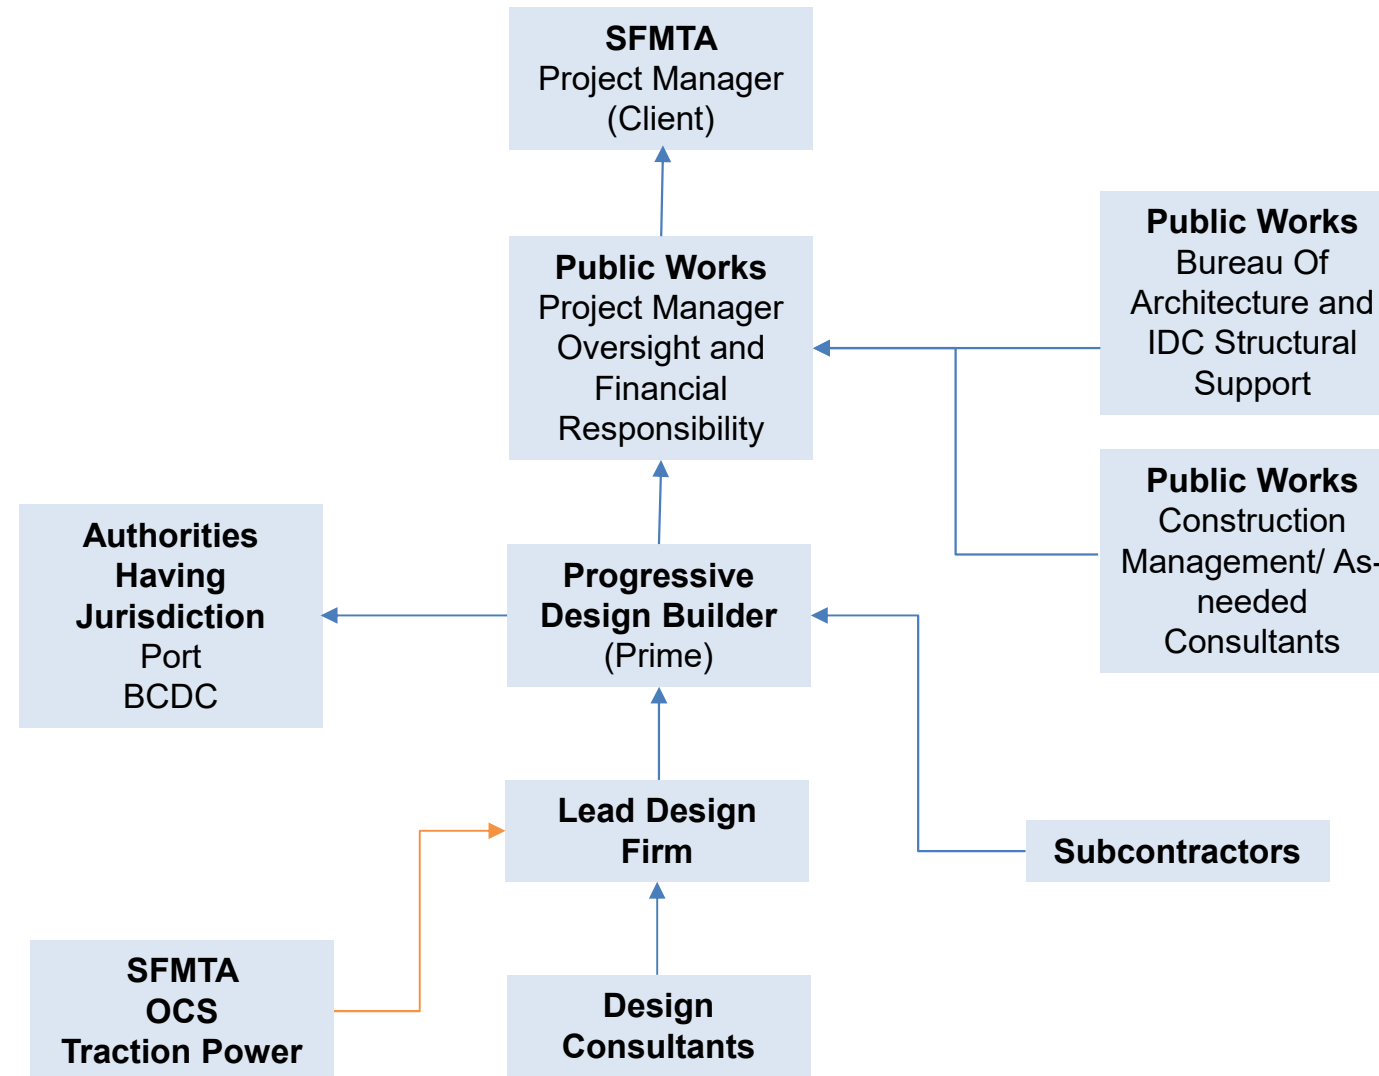 SFMTA
Project Manager
(Client)
Public Works
Project Manager
Oversight and
Financial
Responsibility
Public Works
Bureau Of
Architecture and
IDC Structural
Support
Public Works
Construction
Management/ As-
needed
Consultants
Authorities
Having
Jurisdiction
Port
BCDC
Progressive
Design Builder
(Prime)
Lead Design
Firm
Subcontractors
SFMTA
OCS
Traction Power
Design
Consultants